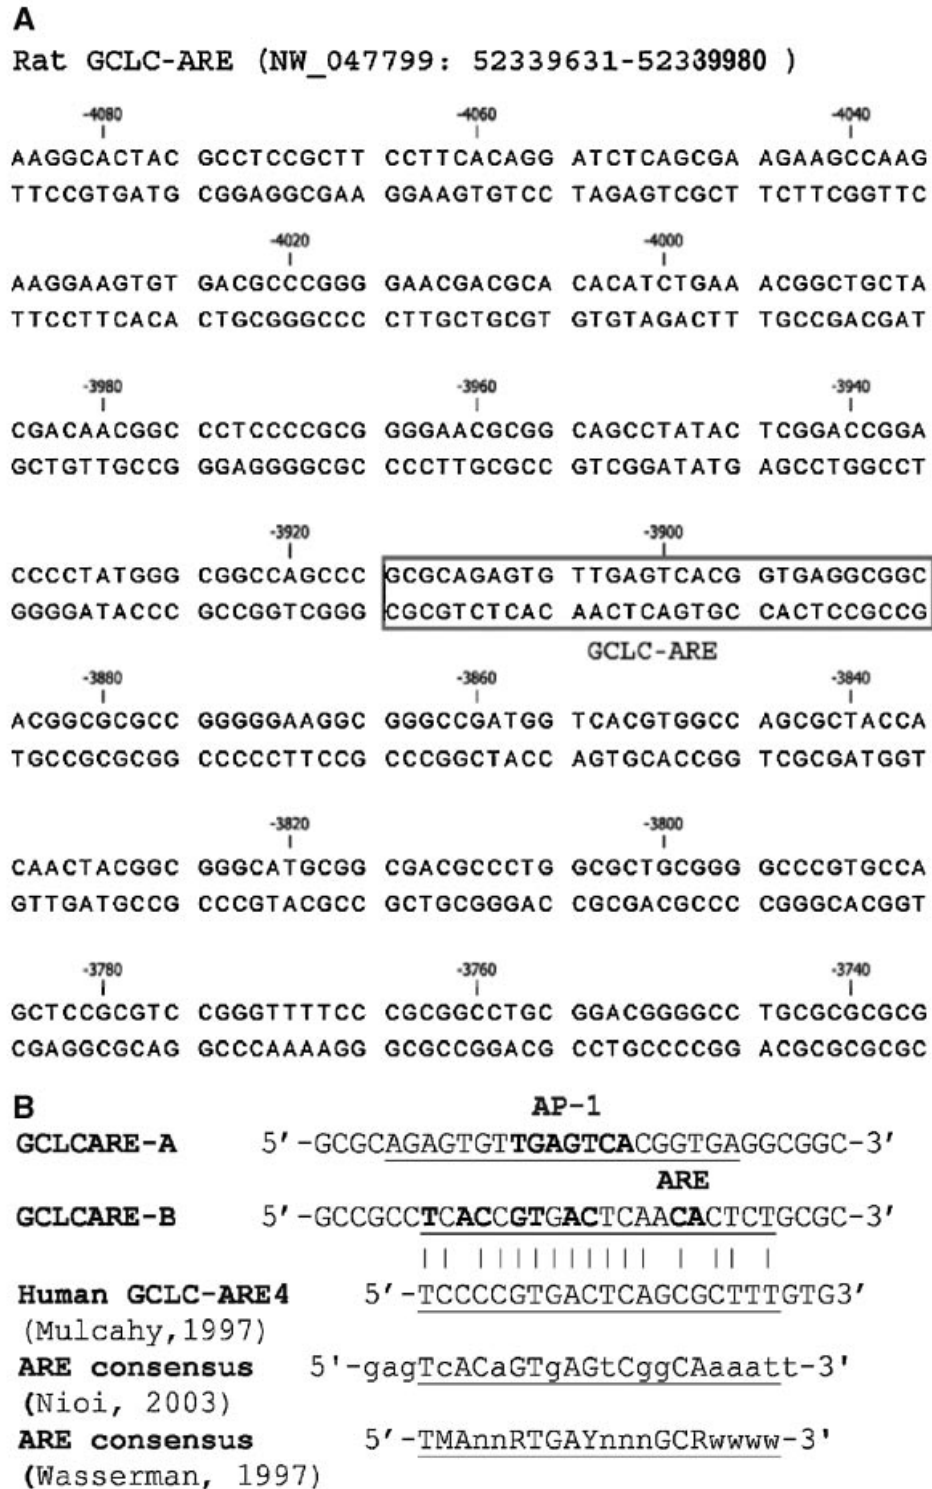 A
Rat GCLC-ARE (NW_047799: 52339631-52339980 )
-4080 -4060 -4040
AAGGCACTAC GCCTCCGCTT CCTTCACAGG ATCTCAGCGA AGAAGCCAAG
TTCCGTGATG CGGAGGCGAA GGAAGTGTCC TAGAGTCGCT TCTTCGGTTC
-4020 -4000
AAGGAAGTGT GACGCCCGGG GAACGACGCA CACATCTGAA ACGGCTGCTA
TTCCTTCACA CTGCGGGCCC CTTGCTGCGT GTGTAGACTT TGCCGACGAT
-3980 -3960 -3940
CGACAACGGC CCTCCCCGCG GGGAACGCGG CAGCCTATAC TCGGACCGGA
GCTGTTGCCG GGAGGGGCGC CCCTTGCGCC GTCGGATATG AGCCTGGCCT
-3920 -3900
CCCCTATGGG CGGCCAGCCC GCGCAGAGTG TTGAGTCACG GTGAGGCGGC
GGGGATACCC GCCGGTCGGG CGCGTCTCAC AACTCAGTGC CACTCCGCCG
GCLC-ARE
-3880 -3860 -3840
ACGGCGCGCC GGGGGAAGGC GGGCCGATGG TCACGTGGCC AGCGCTACCA
TGCCGCGCGG CCCCCTTCCG CCCGGCTACC AGTGCACCGG TCGCGATGGT
-3820 -3800
CAACTACGGC GGGCATGCGG CGACGCCCTG GCGCTGCGGG GCCCGTGCCA
GTTGATGCCG CCCGTACGCC GCTGCGGGAC CGCGACGCCC CGGGCACGGT
-3780 -3760 -3740
GCTCCGCGTC CGGGTTTTCC CGCGGCCTGC GGACGGGGCC TGCGCGCGCG
CGAGGCGCAG GCCCAAAAGG GCGCCGGACG CCTGCCCCGG ACGCGCGCGC
B
AP-1
GCLCARE-A 5'-GCGCAGAGTGTTGAGTCACGGTGAGGCGGC-3'
ARE
GCLCARE-B 5'-GCCGCCTCACCGTGACTCAACACTCTGCGC-3'
Human GCLC-ARE4 5'-TCCCCGTGACTCAGCGCTTTGTG3'
(Mulcahy,1997)
ARE consensus 5'-gagTcACaGTgAGtCggCAaaatt-3'
(Nioi, 2003)
ARE consensus 5'-TMAnnRTGAYnnnGCRwwww-3'
(Wasserman, 1997)